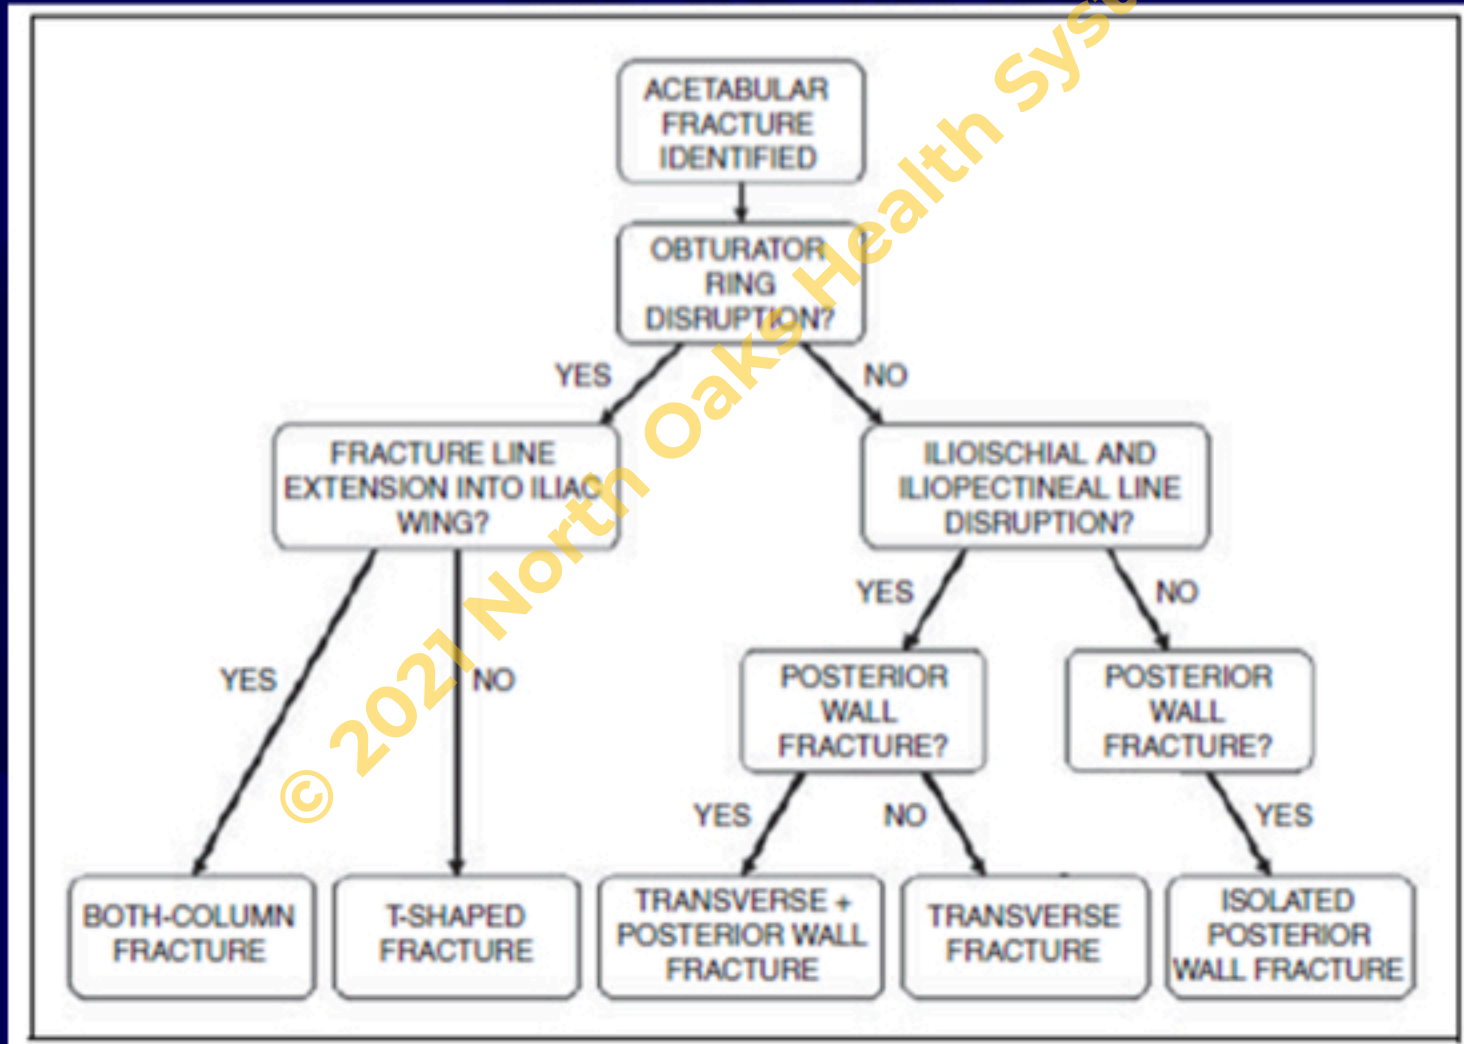 ACETABULAR
FRACTURE
IDENTIFIED
OBTURATOR
RING
DISRUPTION?
YES
NO
FRACTURE LINE
EXTENSION INTO ILIAC
WING?
ILIOISCHIAL AND
ILIOPECTINEAL LINE
DISRUPTION?
YES
NO
YES
NO
POSTERIOR
WALL
FRACTURE?
POSTERIOR
WALL
FRACTURE?
YES
NO
YES
BOTH-COLUMN
FRACTURE
T-SHAPED
FRACTURE
TRANSVERSE +
POSTERIOR WALL
FRACTURE
TRANSVERSE
FRACTURE
ISOLATED
POSTERIOR
WALL FRACTURE
© 2021 North Oaks Health Syst